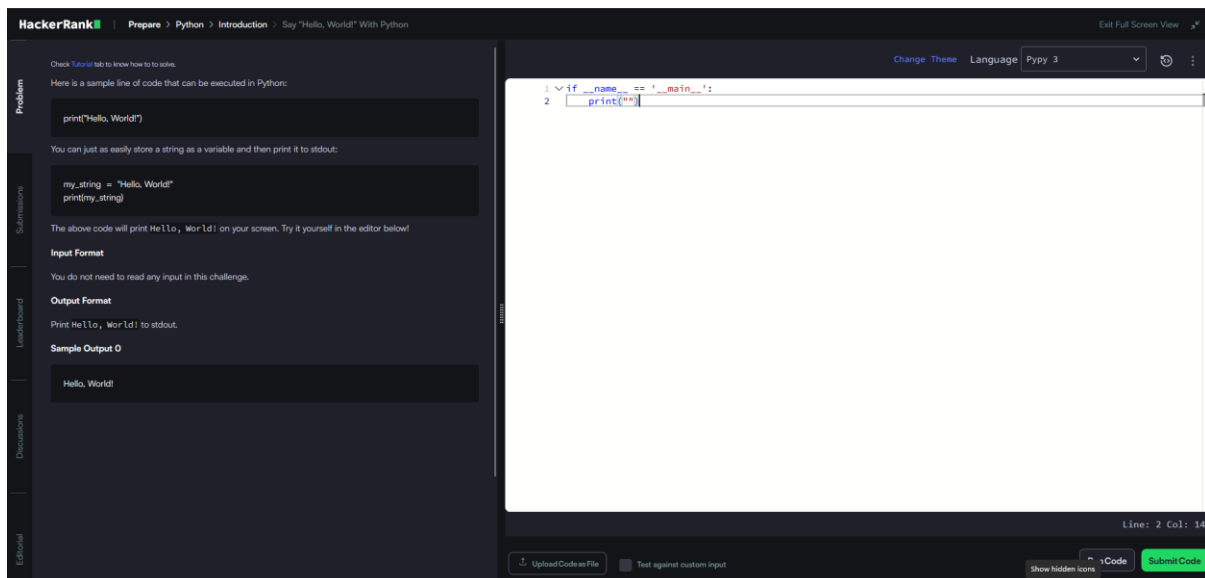 HackerRank | Prepare > Python > Introduction > Say "Hello, World!" With Python
Exit Full Screen View
Problem
Submissions
Leaderboard
Discussions
Editorial
Check Tutorial tab to know how to to solve.
Here is a sample line of code that can be executed in Python:
print("Hello, World!")
You can just as easily store a string as a variable and then print it to stdout:
my_string = "Hello, World!"
print(my_string)
The above code will print Hello, World! on your screen. Try it yourself in the editor below!
Input Format
You do not need to read any input in this challenge.
Output Format
Print Hello, World! to stdout.
Sample Output 0
Hello, World!
Change Theme Language Pypy 3
1 if __name__ == '__main__':
2 print("")
Line: 2 Col: 14
Upload Code as File
Test against custom input
Code
Submit Code
Show hidden icons